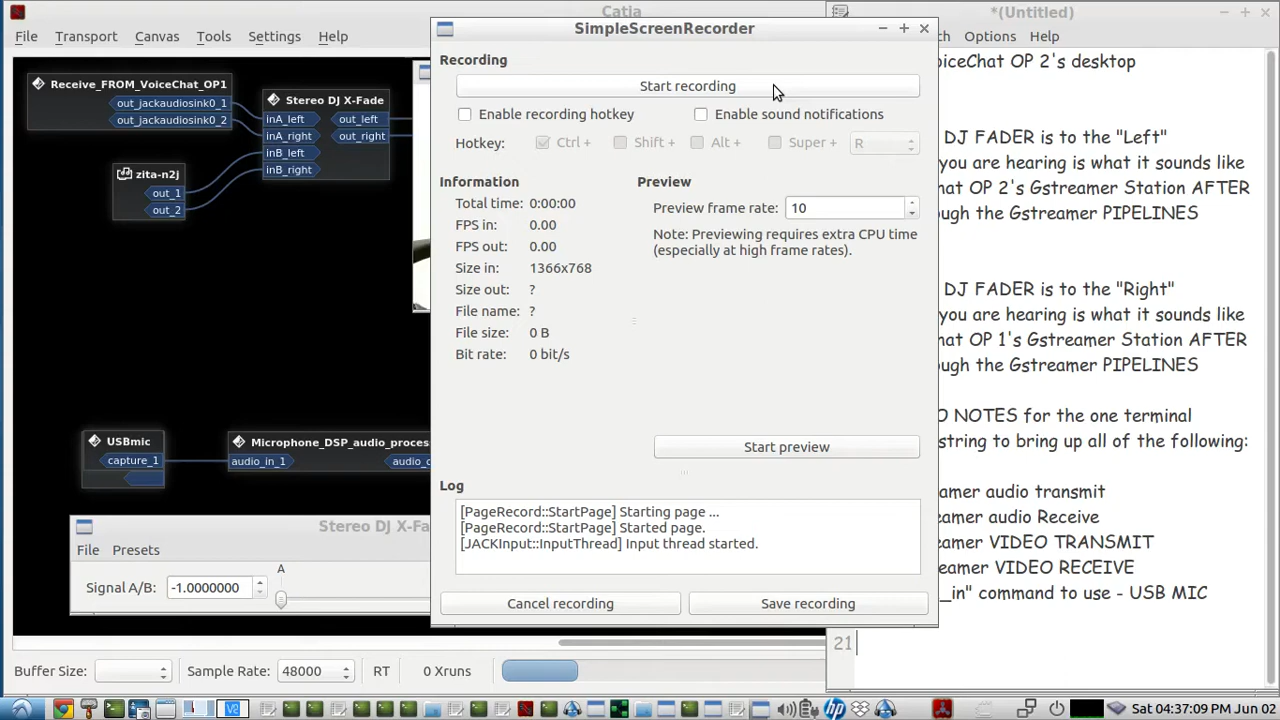 Catia
File Transport Canvas Tools Settings Help
Receive_FROM_VoiceChat_OP1
out_jackaudiosink0_1
out_jackaudiosink0_2
Stereo DJ X-Fade
inA_left out_left
inA_right out_right
inB_left
inB_right
zita-n2j
out_1
out_2
USBmic
capture_1
Microphone_DSP_audio_proces
audio_in_1
Stereo DJ X-Fa
File Presets
A
Signal A/B: -1.0000000
Buffer Size:
Sample Rate: 48000
RT
0 Xruns
SimpleScreenRecorder
Recording
Start recording
Enable recording hotkey Enable sound notifications
Hotkey: Ctrl + Shift + Alt + Super + R
Information
Total time: 0:00:00
FPS in: 0.00
FPS out: 0.00
Size in: 1366x768
Size out: ?
File name: ?
File size: 0 B
Bit rate: 0 bit/s
Preview
Preview frame rate: 10
Note: Previewing requires extra CPU time
(especially at high frame rates).
Start preview
Log
[PageRecord::StartPage] Starting page ...
[PageRecord::StartPage] Started page.
[JACKInput::InputThread] Input thread started.
Cancel recording Save recording
*(Untitled)
Options Help
oiceChat OP 2's desktop
DJ FADER is to the "Left"
you are hearing is what it sounds like
hat OP 2's Gstreamer Station AFTER
ough the Gstreamer PIPELINES
DJ FADER is to the "Right"
you are hearing is what it sounds like
hat OP 1's Gstreamer Station AFTER
ough the Gstreamer PIPELINES
O NOTES for the one terminal
string to bring up all of the following:
eamer audio transmit
eamer audio Receive
eamer VIDEO TRANSMIT
eamer VIDEO RECEIVE
_in" command to use - USB MIC
21
Sat 04:37:09 PM Jun 02